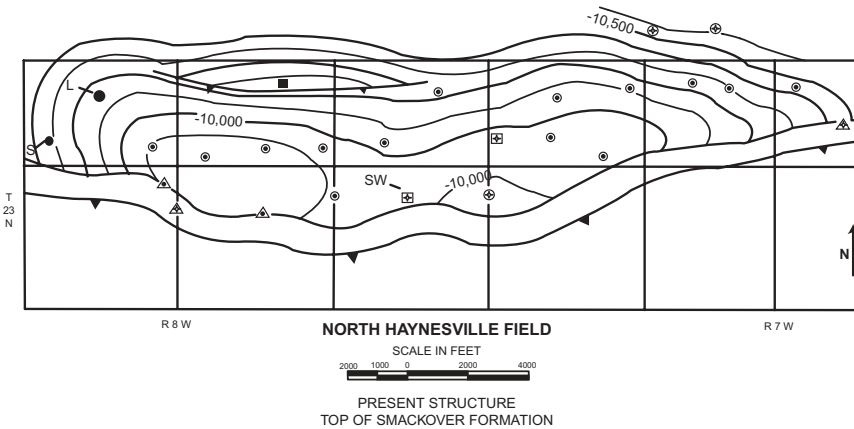 -10,500
L
-10,000
S
SW
-10,000
T
23
N
N
R 8 W
R 7 W
NORTH HAYNESVILLE FIELD
SCALE IN FEET
2000 1000 0 2000 4000
PRESENT STRUCTURE
TOP OF SMACKOVER FORMATION